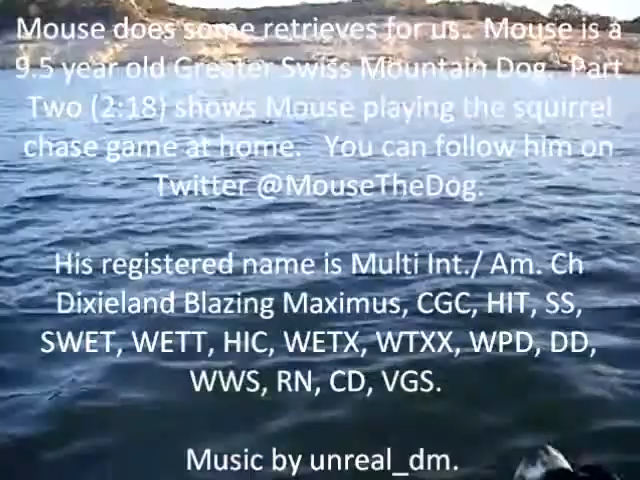 Mouse does some retrieves for us. Mouse is a
9.5 year old Greater Swiss Mountain Dog. Part
Two (2:18) shows Mouse playing the squirrel
chase game at home. You can follow him on
Twitter @MouseTheDog.
His registered name is Multi Int./ Am. Ch
Dixieland Blazing Maximus, CGC, HIT, SS,
SWET, WETT, HIC, WETX, WTXX, WPD, DD,
WWS, RN, CD, VGS.
Music by unreal_dm.